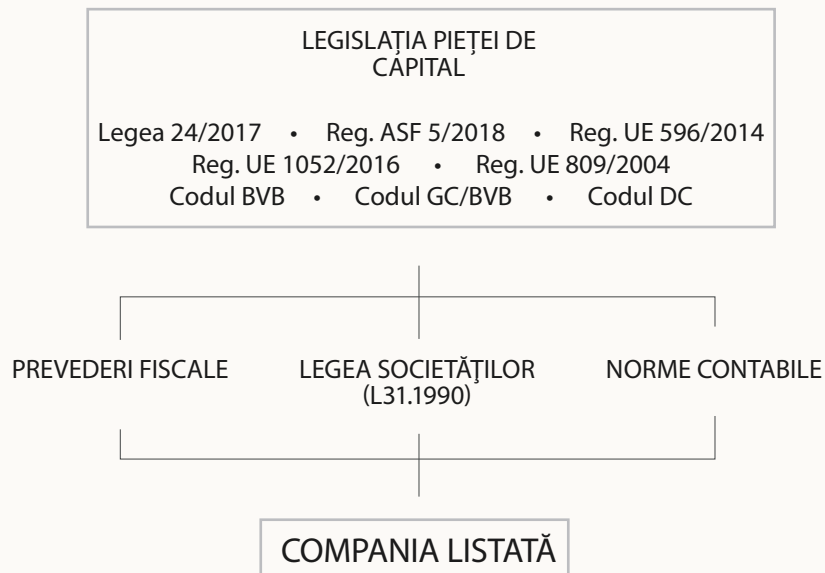 LEGISLAȚIA PIEȚEI DE
CAPITAL
Legea 24/2017 • Reg. ASF 5/2018 • Reg. UE 596/2014
Reg. UE 1052/2016 • Reg. UE 809/2004
Codul BVB • Codul GC/BVB • Codul DC
PREVEDERI FISCALE LEGEA SOCIETĂŢILOR NORME CONTABILE
(L31.1990)
COMPANIA LISTATĂ